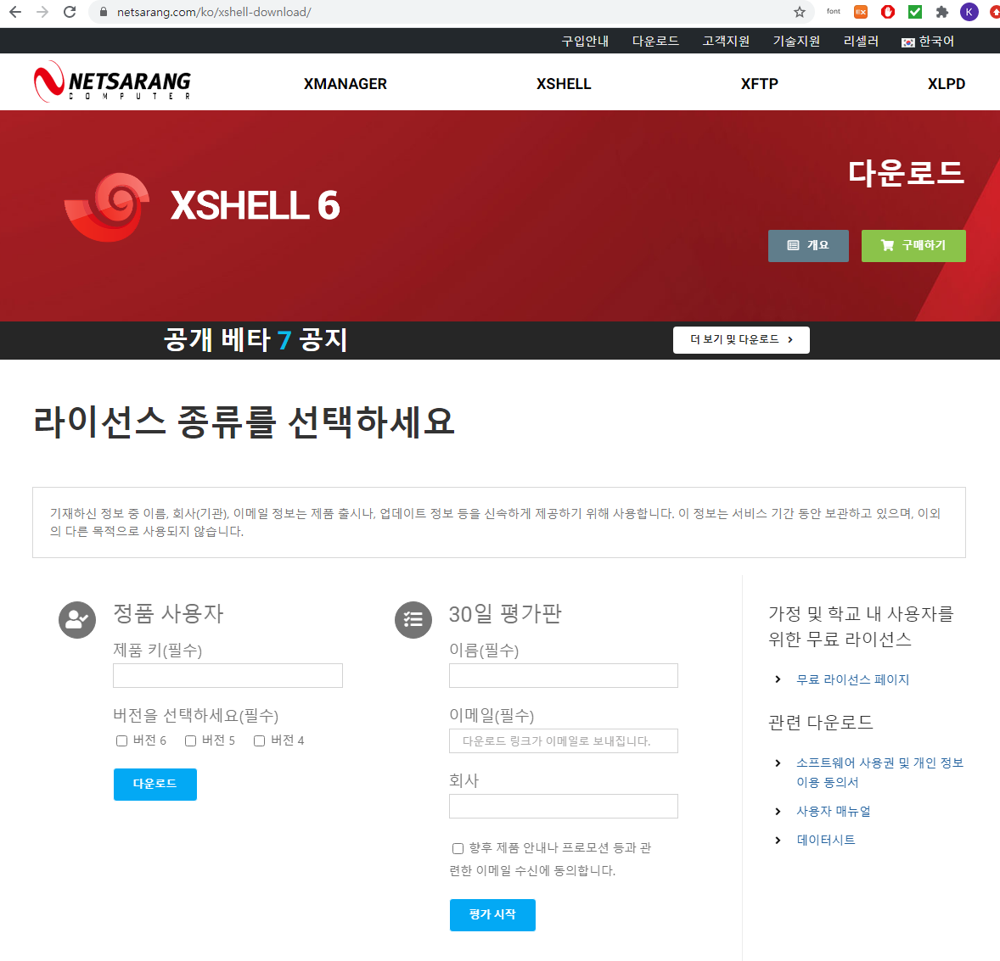 netsarang.com/ko/xshell-download/
font
EX
K
구입안내 다운로드 고객지원 기술지원 리셀러 한국어
NETSARANG
COMPUTER
XMANAGER XSHELL XFTP XLPD
다운로드
XSHELL 6
개요 구매하기
공개 베타 7 공지
더 보기 및 다운로드
라이선스 종류를 선택하세요
기재하신 정보 중 이름, 회사(기관), 이메일 정보는 제품 출시나, 업데이트 정보 등을 신속하게 제공하기 위해 사용합니다. 이 정보는 서비스 기간 동안 보관하고 있으며, 이외
의 다른 목적으로 사용되지 않습니다.
정품 사용자
제품 키(필수)
버전을 선택하세요(필수)
버전 6 버전 5 버전 4
다운로드
30일 평가판
이름(필수)
이메일(필수)
다운로드 링크가 이메일로 보내집니다.
회사
향후 제품 안내나 프로모션 등과 관
련한 이메일 수신에 동의합니다.
평가 시작
가정 및 학교 내 사용자를
위한 무료 라이선스
무료 라이선스 페이지
관련 다운로드
소프트웨어 사용권 및 개인 정보
이용 동의서
사용자 매뉴얼
데이터시트